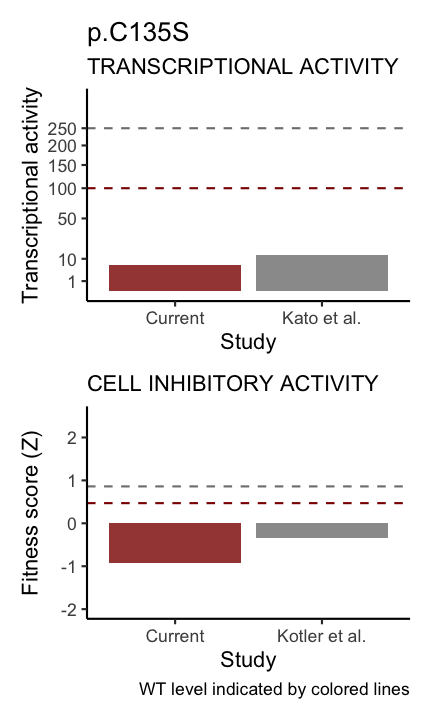 p.C135S
TRANSCRIPTIONAL ACTIVITY
Transcriptional activity
250
200
150
100
50
10
1
Current
Kato et al.
Study
CELL INHIBITORY ACTIVITY
Fitness score (Z)
2
1
0
-1
-2
Current
Kotler et al.
Study
WT level indicated by colored lines